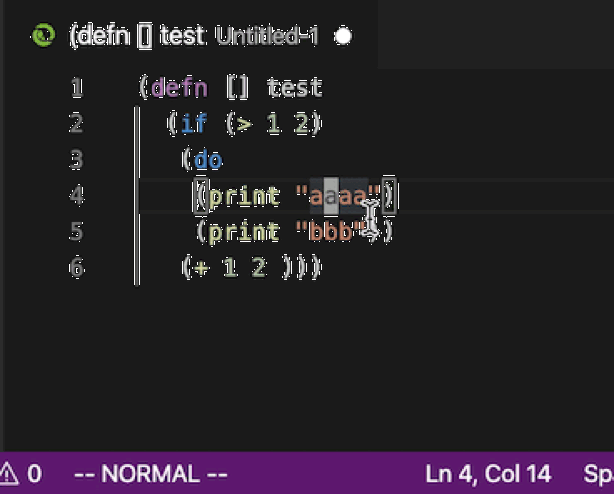 (defn [] test Untitled-1
1 (defn [] test
2 (if (> 1 2)
3 (do
4 (print "aaaa")
5 (print "bbb"))
6 (+ 1 2 )))
0 -- NORMAL -- Ln 4, Col 14 Spa